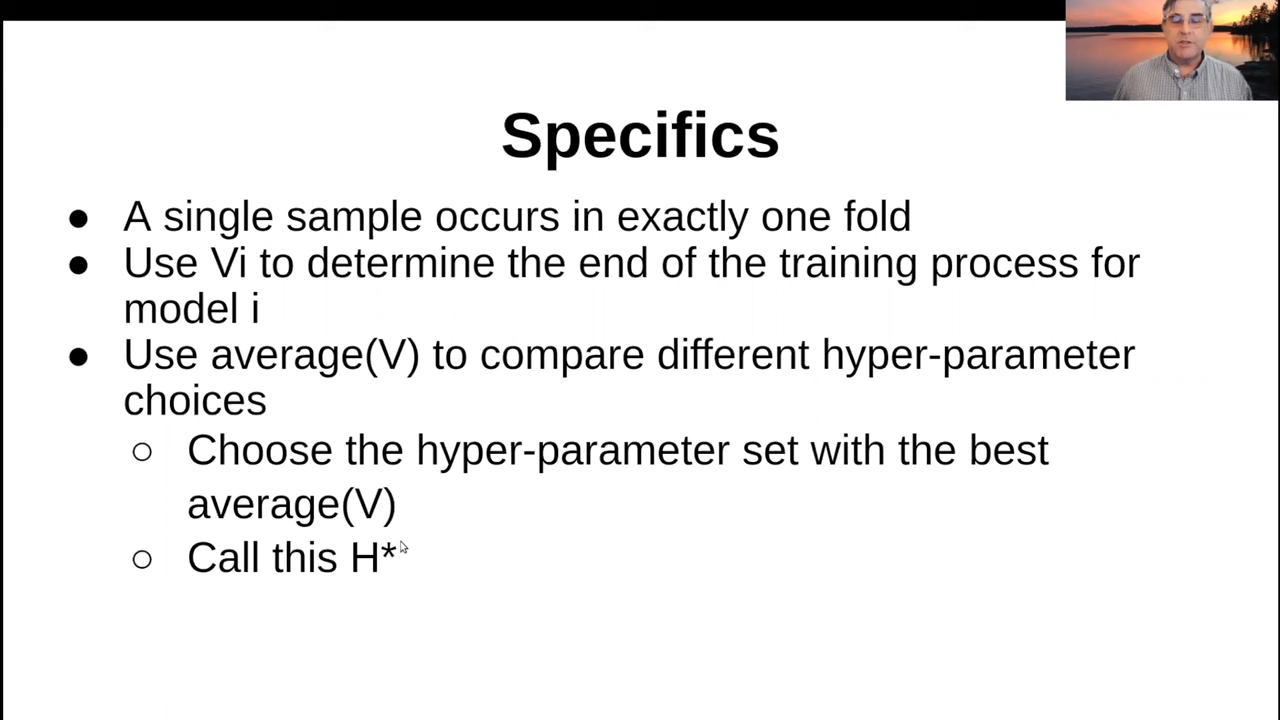 Specifics
● A single sample occurs in exactly one fold
● Use Vi to determine the end of the training process for
model i
● Use average(V) to compare different hyper-parameter
choices
○ Choose the hyper-parameter set with the best
average(V)
○ Call this H*